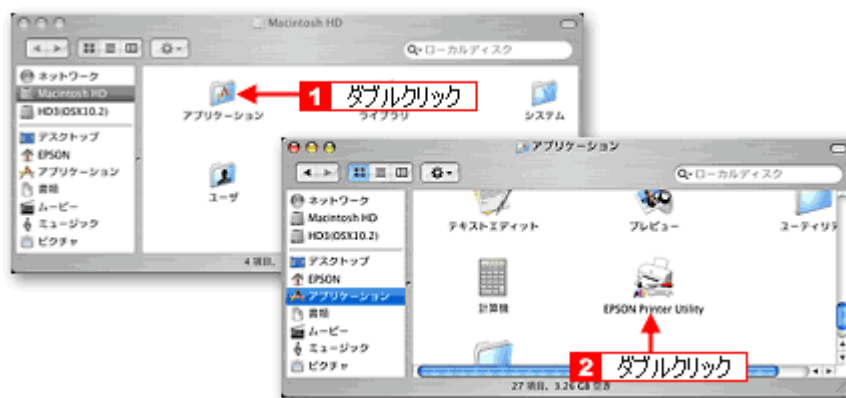 Macintosh HD
ローカルディスク
ネットワーク
Macintosh HD
HD3(OSX10.2)
デスクトップ
EPSON
アプリケーション
書類
ムービー
ミュージック
ピクチャ
アプリケーション
1 ダブルクリック
ライブラリ
システム
ユーザ
4 項目、
アプリケーション
ローカルディスク
ネットワーク
Macintosh HD
HD3(OSX10.2)
デスクトップ
EPSON
アプリケーション
書類
ムービー
ミュージック
ピクチャ
テキストエディット
プレビュー
ユーティリテ
計算機
EPSON Printer Utility
2 ダブルクリック
27 項目、3.26 GB 空き